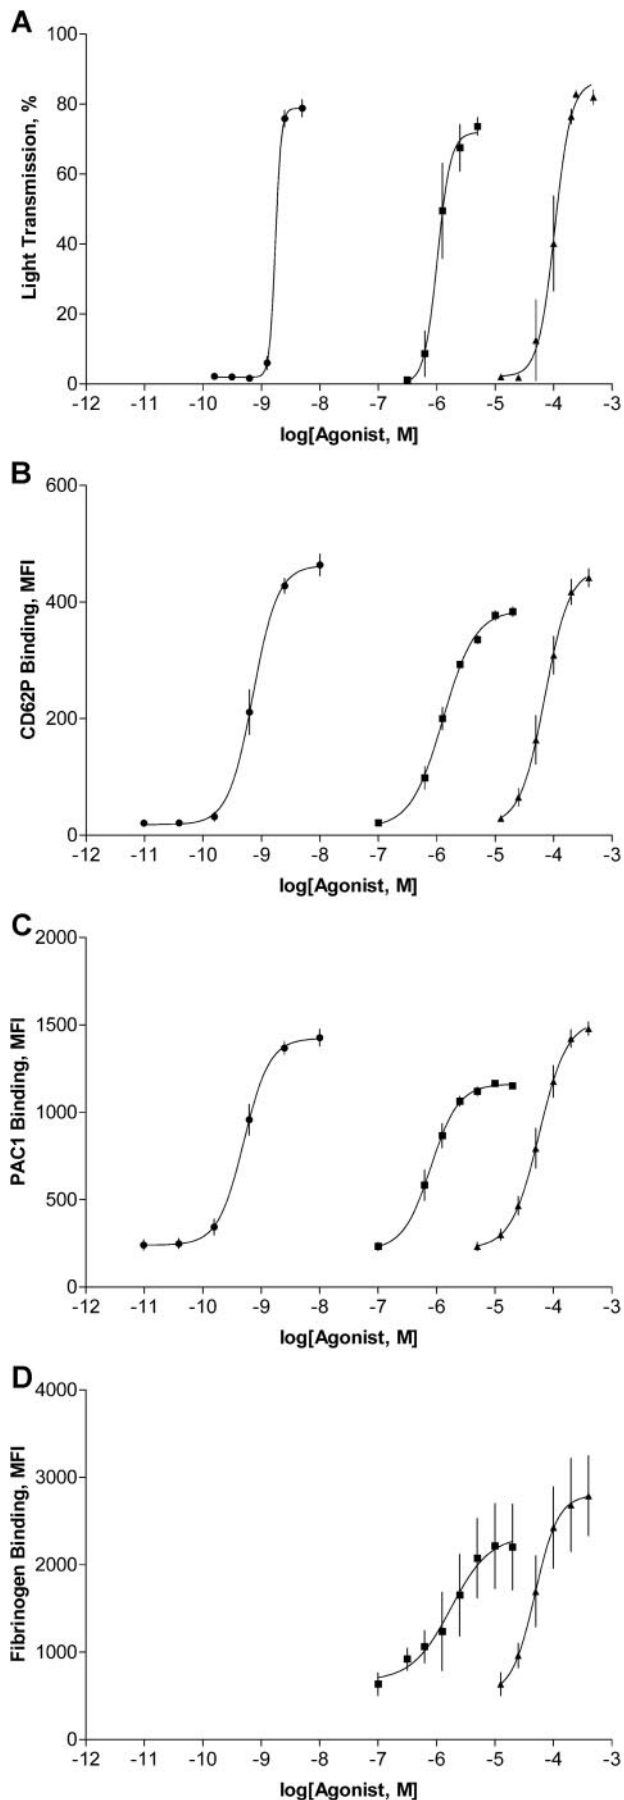 A
100
80
60
40
20
0
Light Transmission, %
-12 -11 -10 -9 -8 -7 -6 -5 -4 -3
log[Agonist, M]
B
600
400
200
0
CD62P Binding, MFI
-12 -11 -10 -9 -8 -7 -6 -5 -4 -3
log[Agonist, M]
C
2000
1500
1000
500
0
PAC1 Binding, MFI
-12 -11 -10 -9 -8 -7 -6 -5 -4 -3
log[Agonist, M]
D
4000
3000
2000
1000
0
Fibrinogen Binding, MFI
-12 -11 -10 -9 -8 -7 -6 -5 -4 -3
log[Agonist, M]